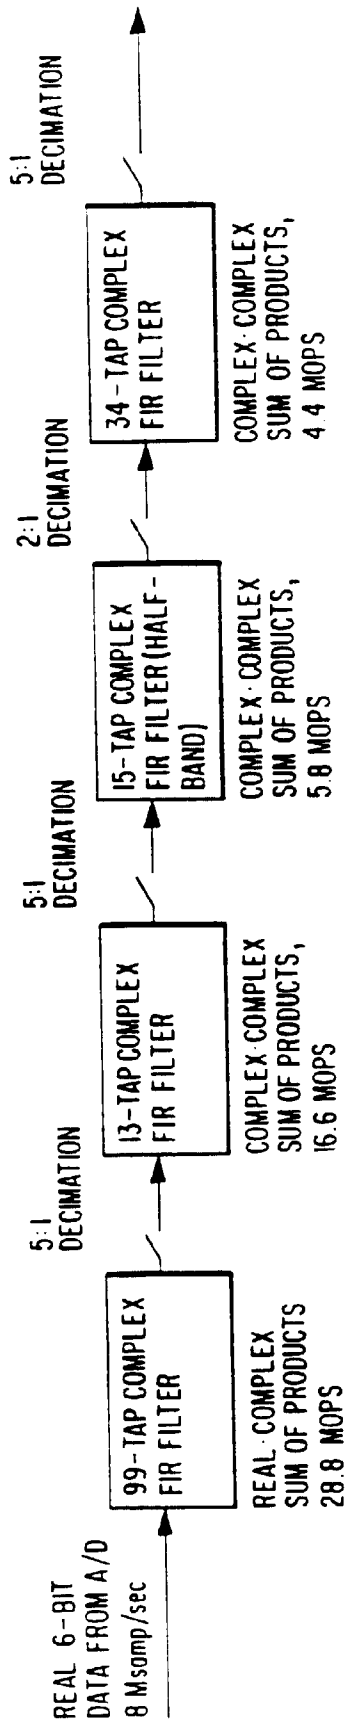 REAL 6-BIT
DATA FROM A/D
8 Msamp/sec
99-TAP COMPLEX
FIR FILTER
REAL·COMPLEX
SUM OF PRODUCTS
28.8 MOPS
5:1
DECIMATION
13-TAP COMPLEX
FIR FILTER
COMPLEX·COMPLEX
SUM OF PRODUCTS,
16.6 MOPS
5:1
DECIMATION
15-TAP COMPLEX
FIR FILTER (HALF-
BAND)
COMPLEX·COMPLEX
SUM OF PRODUCTS,
5.8 MOPS
2:1
DECIMATION
34-TAP COMPLEX
FIR FILTER
COMPLEX·COMPLEX
SUM OF PRODUCTS,
4.4 MOPS
5:1
DECIMATION